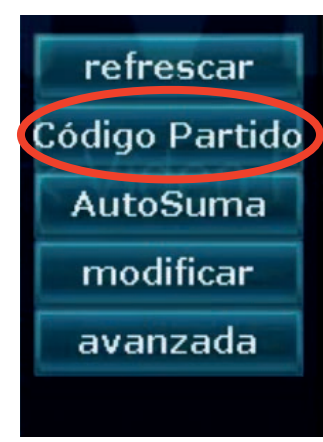 refrescar
Código Partido
AutoSuma
modificar
avanzada